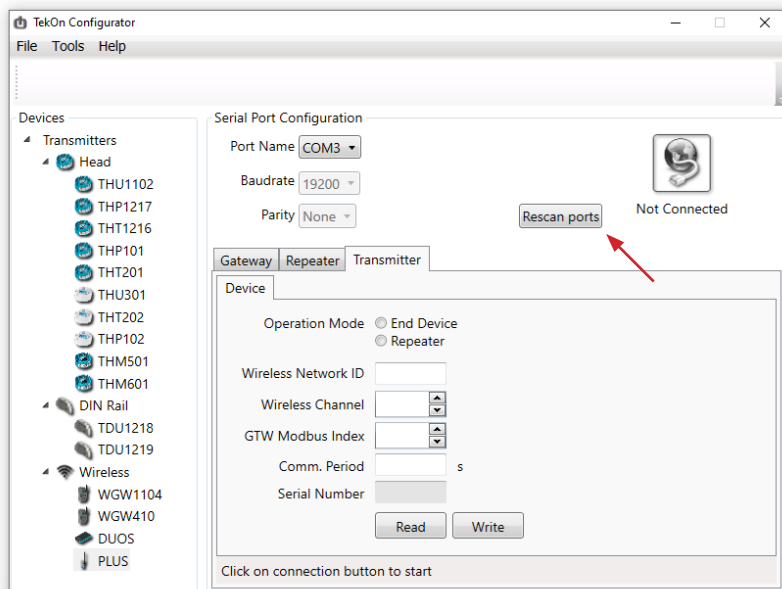 TekOn Configurator
File Tools Help
Devices
Transmitters
Head
THU1102
THP1217
THT1216
THP101
THT201
THU301
THT202
THP102
THM501
THM601
DIN Rail
TDU1218
TDU1219
Wireless
WGW1104
WGW410
DUOS
PLUS
Serial Port Configuration
Port Name COM3
Baudrate 19200
Parity None
Rescan ports
Not Connected
Gateway Repeater Transmitter
Device
Operation Mode End Device
Repeater
Wireless Network ID
Wireless Channel
GTW Modbus Index
Comm. Period s
Serial Number
Read Write
Click on connection button to start